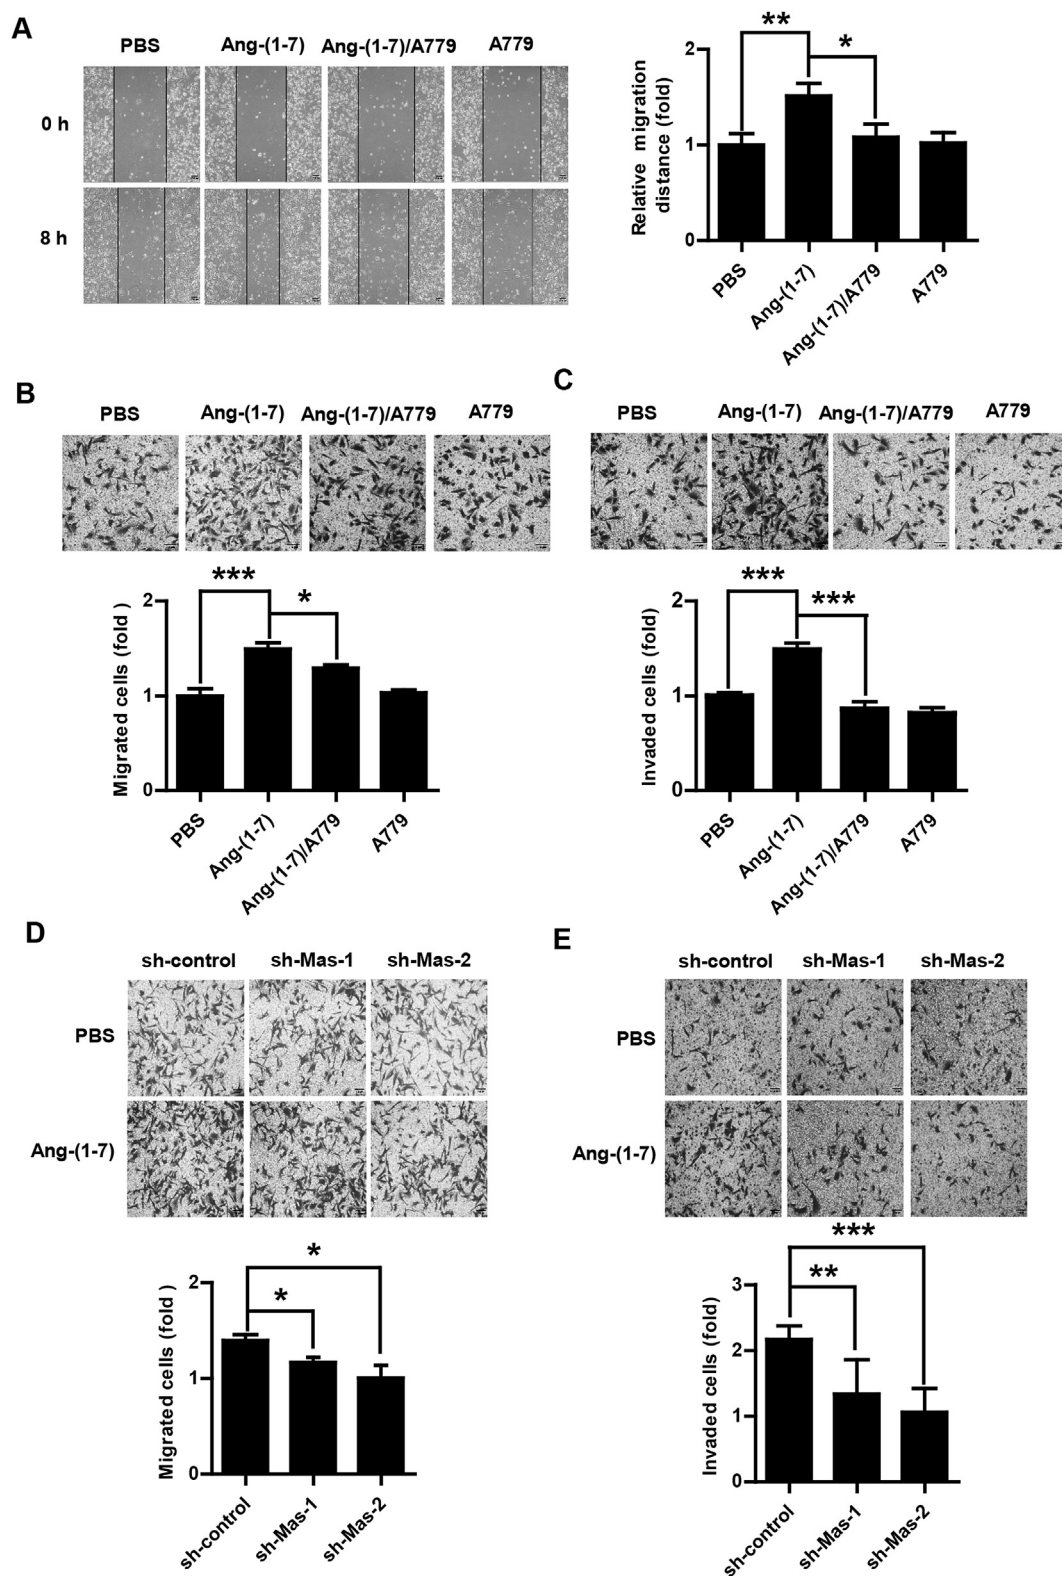 A
PBS Ang-(1-7) Ang-(1-7)/A779 A779
0 h
8 h
** *
Relative migration
distance (fold)
2
1
0
PBS
Ang-(1-7)
Ang-(1-7)/A779
A779
B
PBS Ang-(1-7) Ang-(1-7)/A779 A779
*** *
Migrated cells (fold )
2
1
0
PBS
Ang-(1-7)
Ang-(1-7)/A779
A779
C
PBS Ang-(1-7) Ang-(1-7)/A779 A779
*** ***
Invaded cells (fold)
2
1
0
PBS
Ang-(1-7)
Ang-(1-7)/A779
A779
D
sh-control sh-Mas-1 sh-Mas-2
PBS
Ang-(1-7)
*
*
Migrated cells (fold )
2
1
0
sh-control
sh-Mas-1
sh-Mas-2
E
sh-control sh-Mas-1 sh-Mas-2
PBS
Ang-(1-7)
***
**
Invaded cells (fold)
3
2
1
0
sh-control
sh-Mas-1
sh-Mas-2